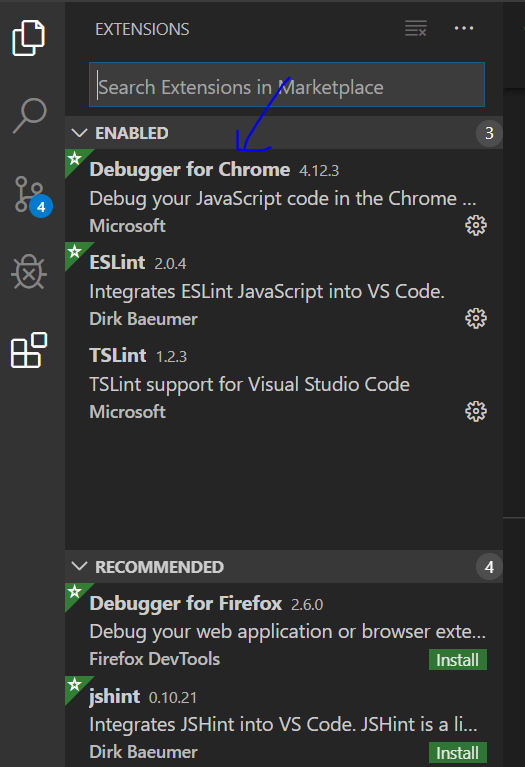 EXTENSIONS
Search Extensions in Marketplace
ENABLED 3
Debugger for Chrome 4.12.3
Debug your JavaScript code in the Chrome ...
Microsoft
4
ESLint 2.0.4
Integrates ESLint JavaScript into VS Code.
Dirk Baeumer
TSLint 1.2.3
TSLint support for Visual Studio Code
Microsoft
RECOMMENDED 4
Debugger for Firefox 2.6.0
Debug your web application or browser exte...
Firefox DevTools Install
jshint 0.10.21
Integrates JSHint into VS Code. JSHint is a li...
Dirk Baeumer Install